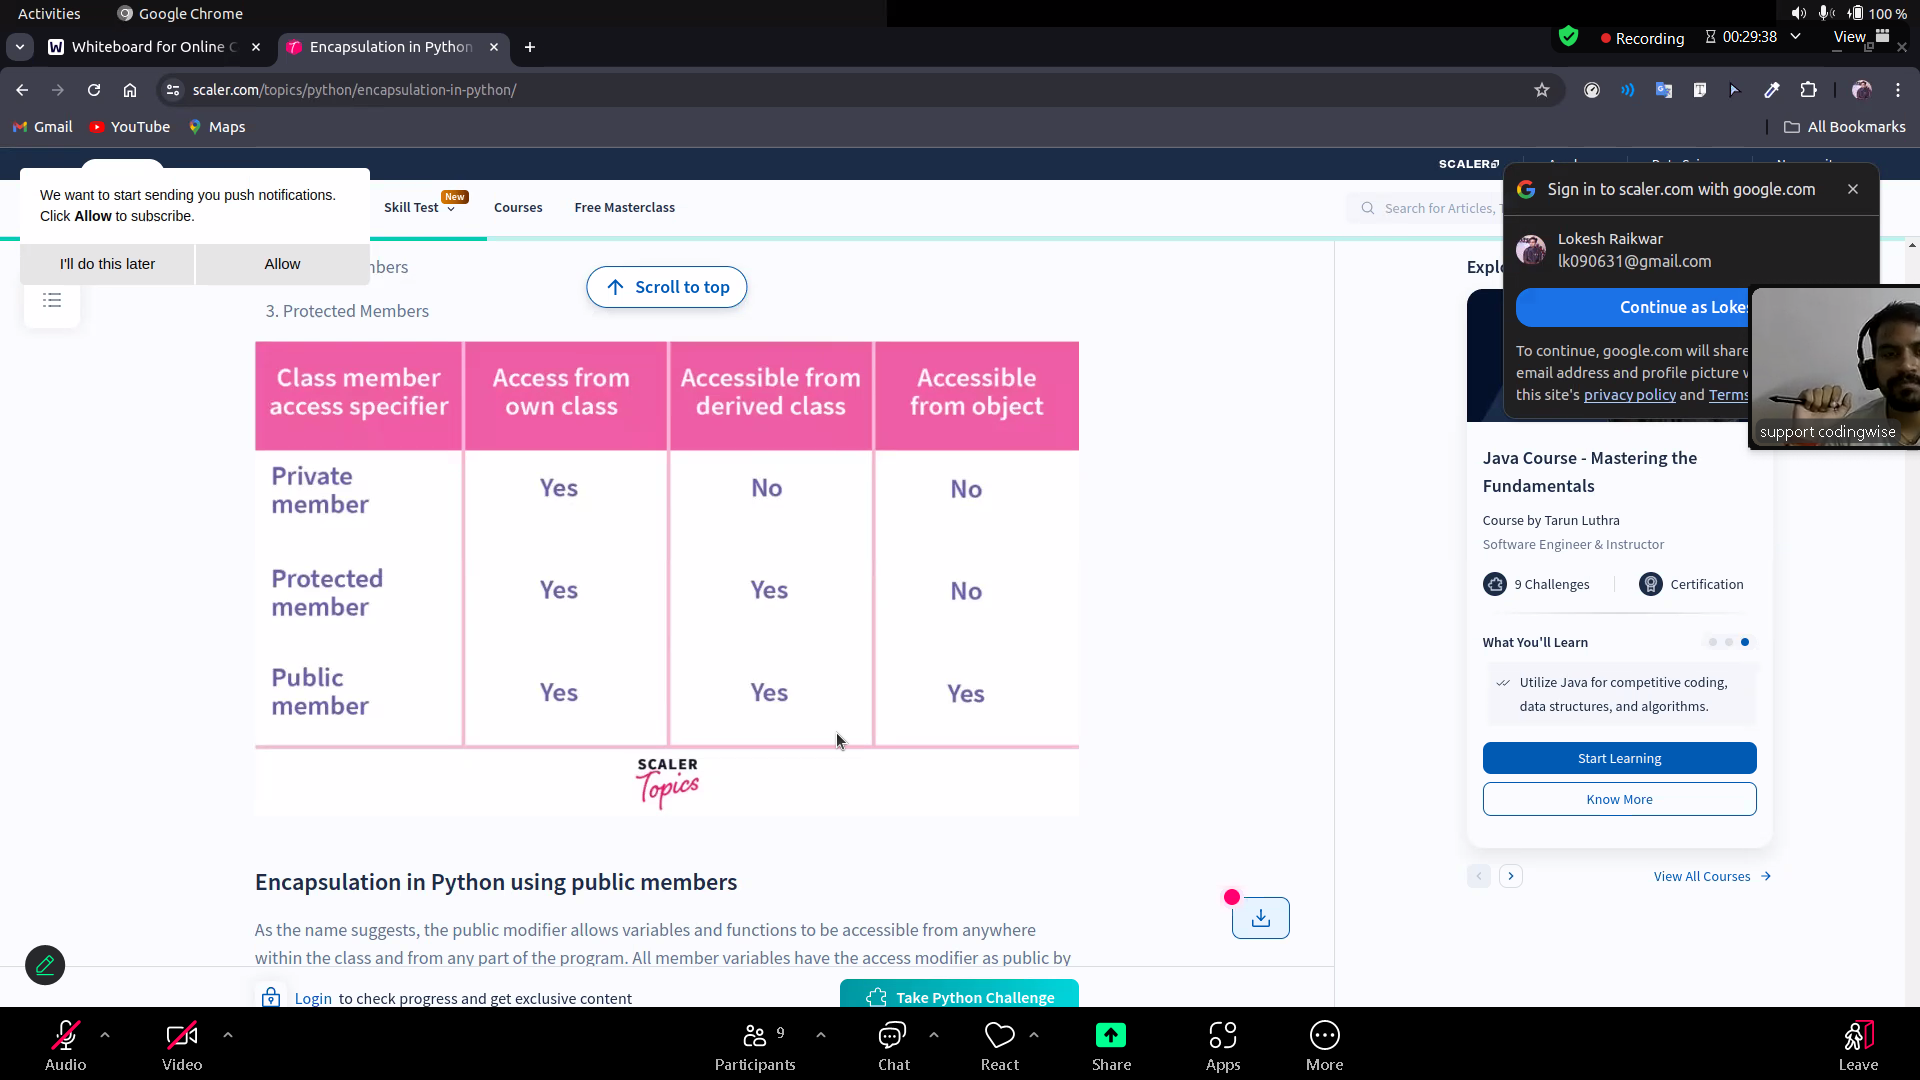 Activities
Google Chrome
100 %
Whiteboard for Online C
Encapsulation in Python
Recording
00:29:38
View
scaler.com/topics/python/encapsulation-in-python/
Gmail
YouTube
Maps
All Bookmarks
SCALER
We want to start sending you push notifications.
Click Allow to subscribe.
I'll do this later
Allow
Skill Test
New
Courses
Free Masterclass
Search for Articles, T
Sign in to scaler.com with google.com
Lokesh Raikwar
lk090631@gmail.com
Continue as Lokes
To continue, google.com will share
email address and profile picture
this site's privacy policy and Terms
support codingwise
mbers
3. Protected Members
Scroll to top
Class member
access specifier
Access from
own class
Accessible from
derived class
Accessible
from object
Private
member
Yes
No
No
Protected
member
Yes
Yes
No
Public
member
Yes
Yes
Yes
SCALER
Topics
Encapsulation in Python using public members
As the name suggests, the public modifier allows variables and functions to be accessible from anywhere
within the class and from any part of the program. All member variables have the access modifier as public by
Login to check progress and get exclusive content
Take Python Challenge
Expl
Java Course - Mastering the
Fundamentals
Course by Tarun Luthra
Software Engineer & Instructor
9 Challenges
Certification
What You'll Learn
Utilize Java for competitive coding,
data structures, and algorithms.
Start Learning
Know More
View All Courses
Audio
Video
Participants
9
Chat
React
Share
Apps
More
Leave